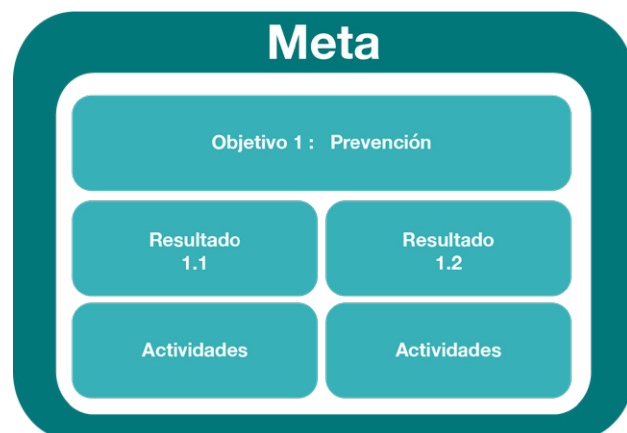 Meta
Objetivo 1 : Prevención
Resultado
1.1
Resultado
1.2
Actividades
Actividades